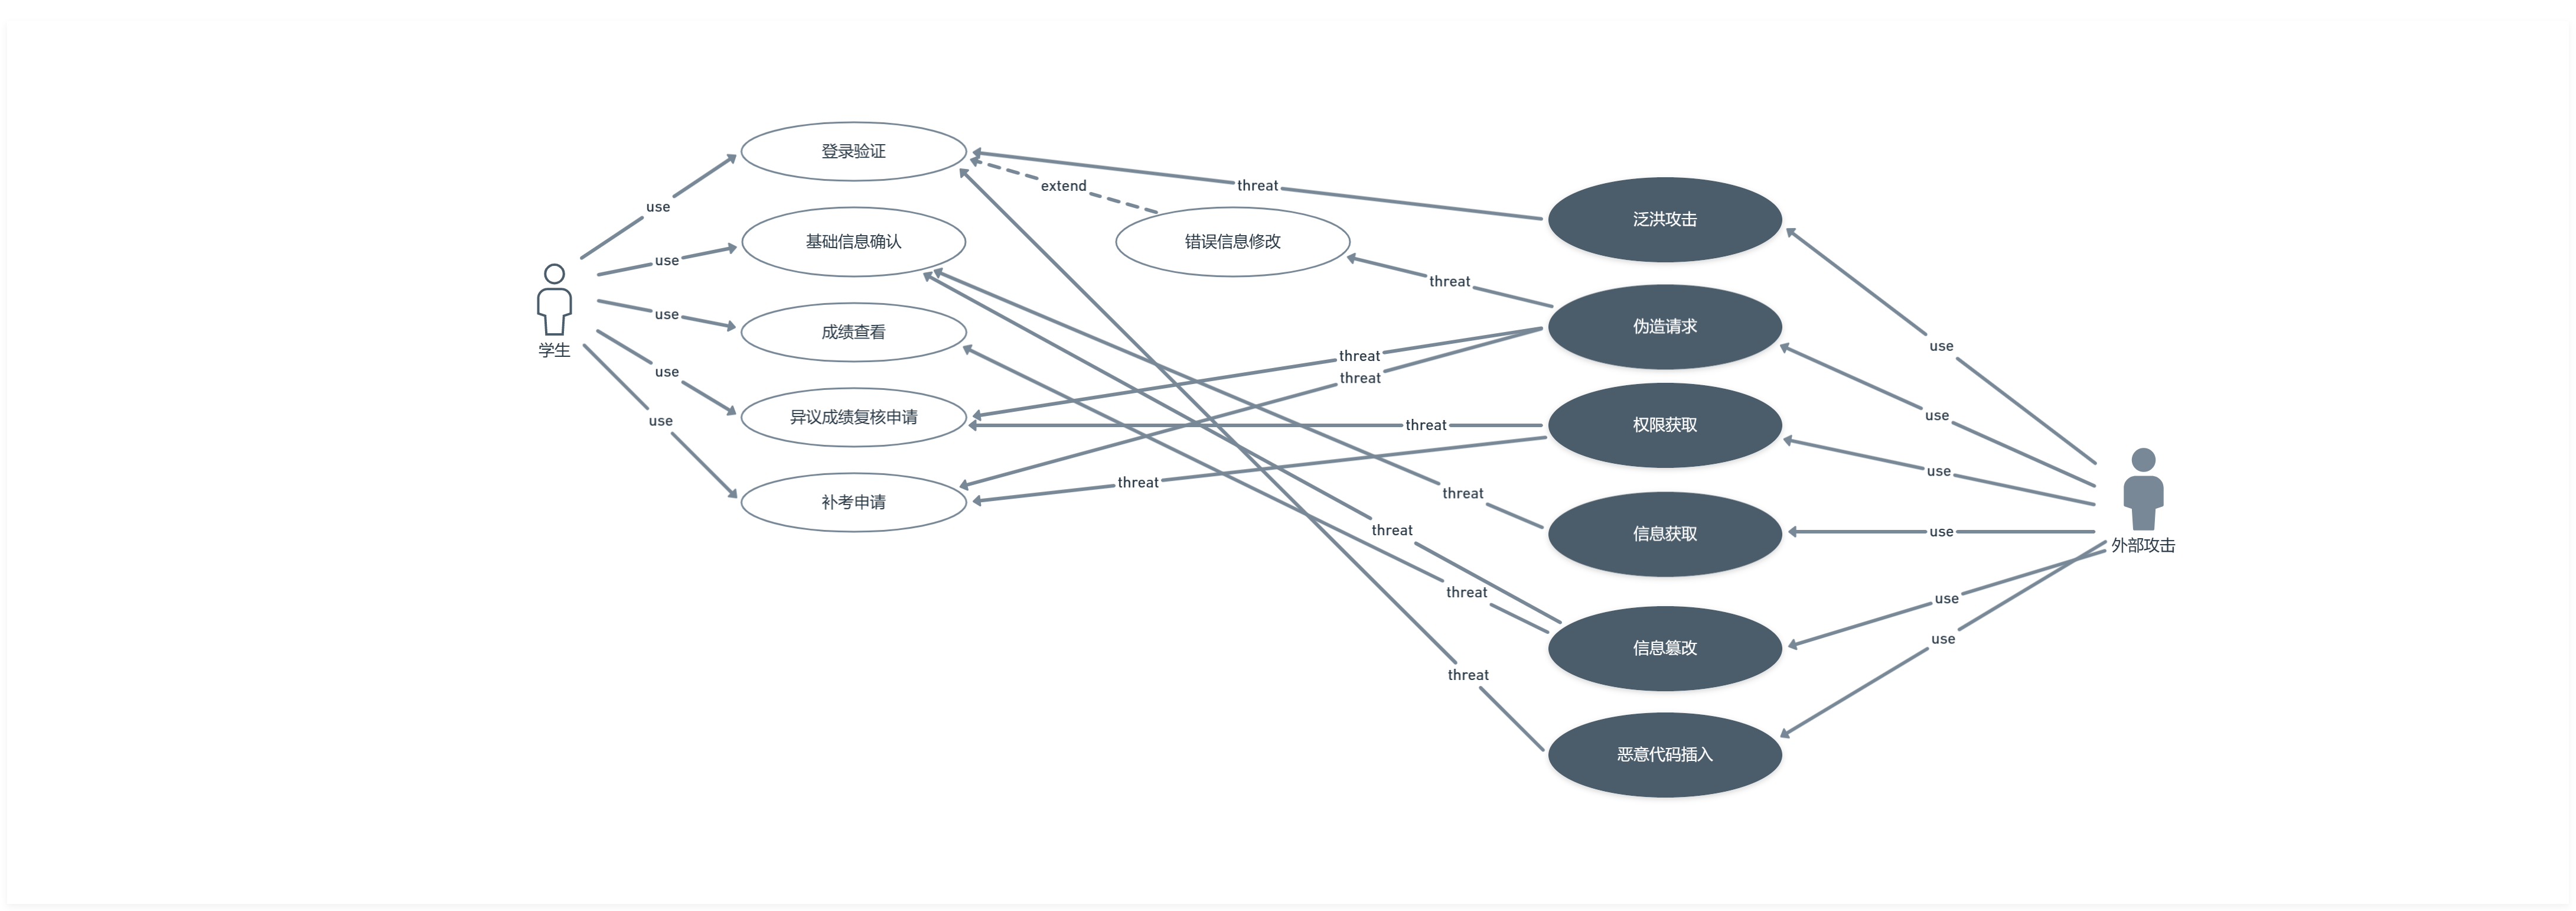 登录验证
extend
threat
泛洪攻击
use
基础信息确认
错误信息修改
use
threat
伪造请求
use
学生
use
成绩查看
threat
threat
use
use
异议成绩复核申请
threat
权限获取
use
use
补考申请
threat
threat
信息获取
use
use
外部攻击
threat
threat
信息篡改
use
use
threat
恶意代码插入